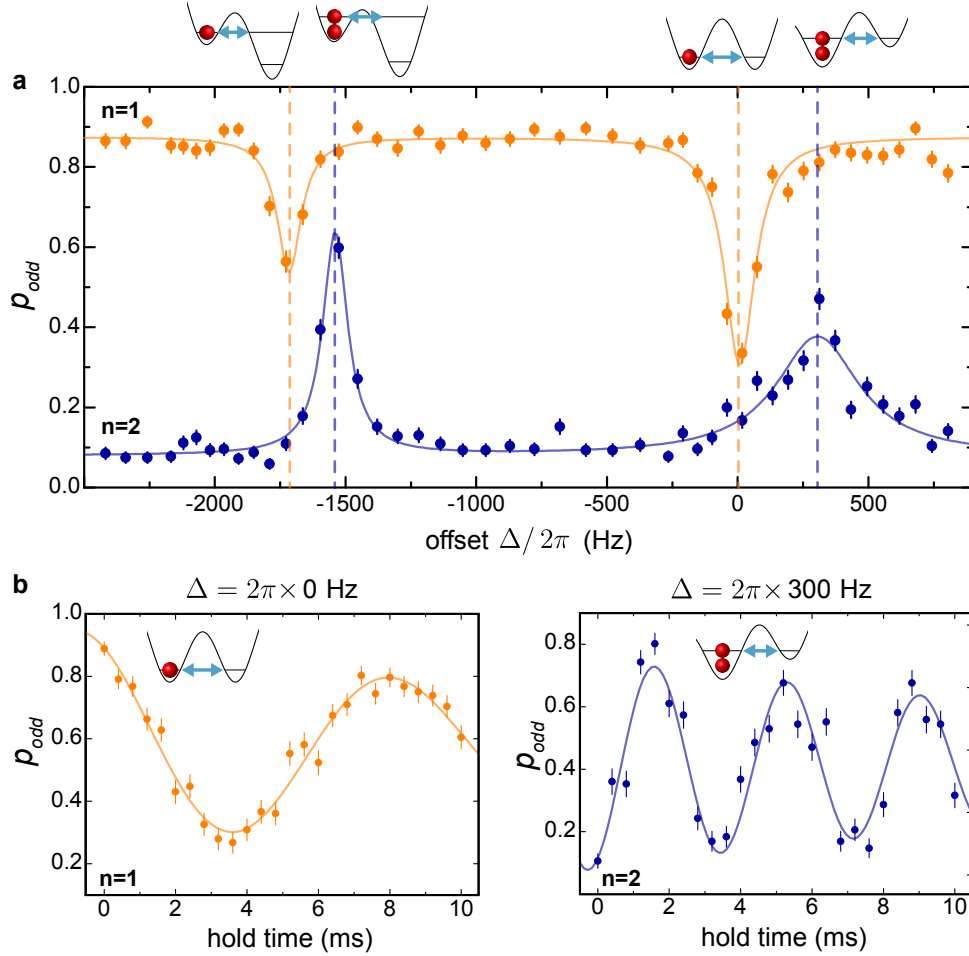 a
n=1
n=2
1.0
0.8
0.6
0.4
0.2
0.0
p_odd
-2000 -1500 -1000 -500 0 500
offset Δ/2π (Hz)
b
Δ = 2π × 0 Hz
1.0
0.8
0.6
0.4
0.2
p_odd
n=1
0 2 4 6 8 10
hold time (ms)
Δ = 2π × 300 Hz
0.8
0.6
0.4
0.2
p_odd
n=2
0 2 4 6 8 10
hold time (ms)